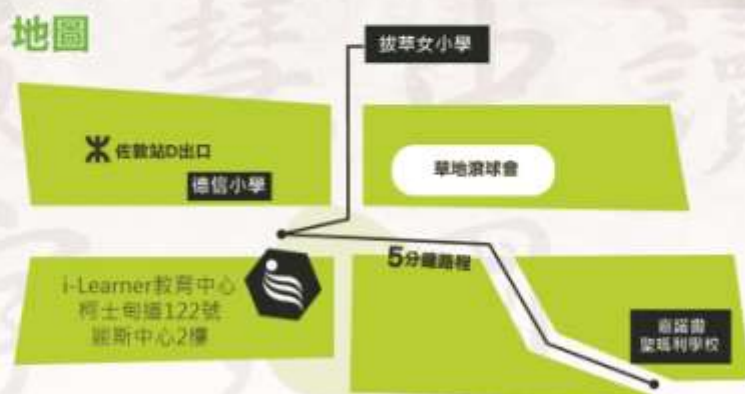 地圖
拔萃女小學
佐敦站D出口
德信小學
草地滾球會
5分鐘路程
i-Learner教育中心
柯士甸道122號
麗斯中心2樓
嘉諾撒
聖瑪利學校